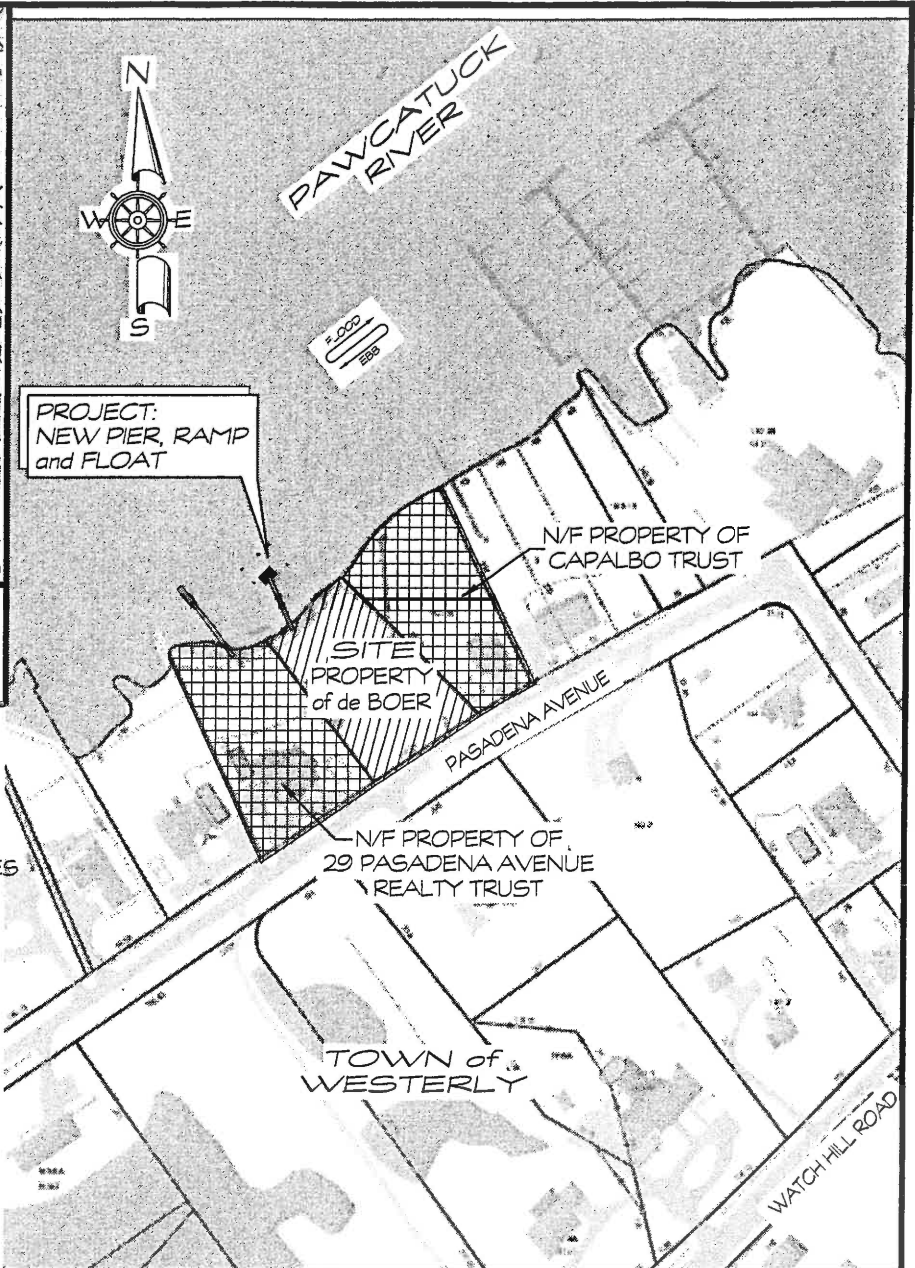 N
W
E
S
PAWCATUCK
RIVER
FLOOD
EBB
PROJECT:
NEW PIER, RAMP
and FLOAT
N/F PROPERTY OF
CAPALBO TRUST
SITE
PROPERTY
of de BOER
PASADENA AVENUE
N/F PROPERTY OF
29 PASADENA AVENUE
REALTY TRUST
ES
TOWN of
WESTERLY
WATCH HILL ROAD